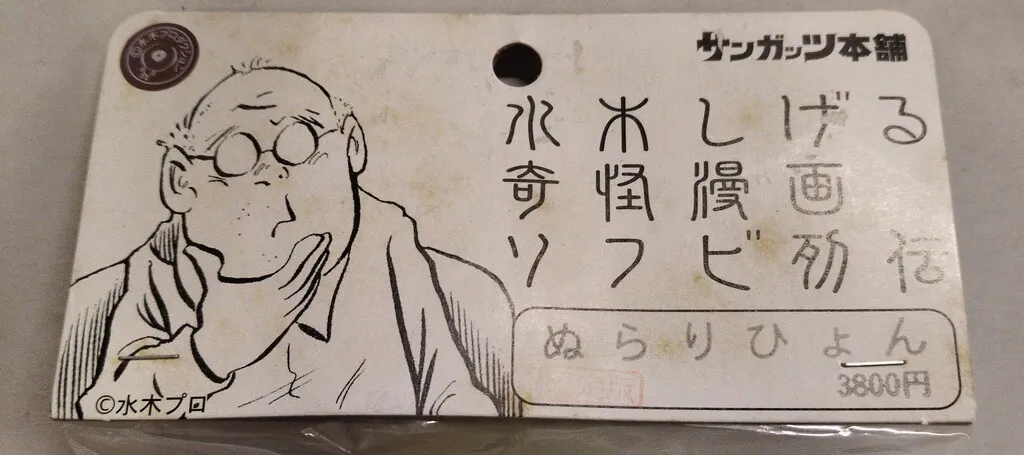 サンガッツ本舗
水木しげる
奇怪漫画
ソフビ列伝
ぬらりひょん
3800円
©水木プロ